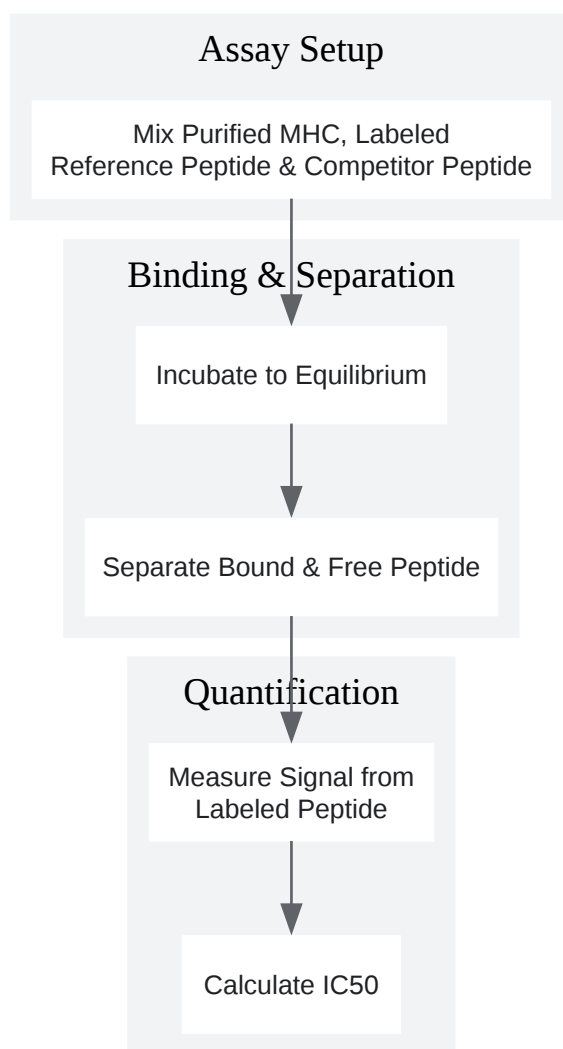 Assay Setup
Mix Purified MHC, Labeled
Reference Peptide & Competitor Peptide
Binding & Separation
Incubate to Equilibrium
Separate Bound & Free Peptide
Quantification
Measure Signal from
Labeled Peptide
Calculate IC50